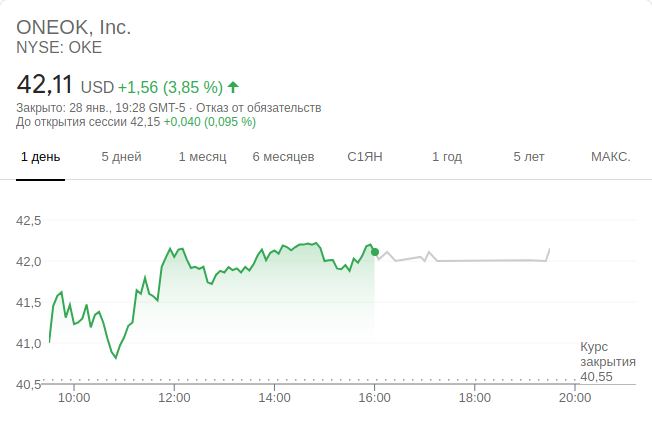 ONEOK, Inc.
NYSE: OKE
42,11 USD +1,56 (3,85 %)
Закрыто: 28 янв., 19:28 GMT-5 · Отказ от обязательств
До открытия сессии 42,15 +0,040 (0,095 %)
1 день 5 дней 1 месяц 6 месяцев С1ЯН 1 год 5 лет МАКС.
42,5
42,0
41,5
41,0
Курс
закрытия
40,55
40,5
10:00 12:00 14:00 16:00 18:00 20:00